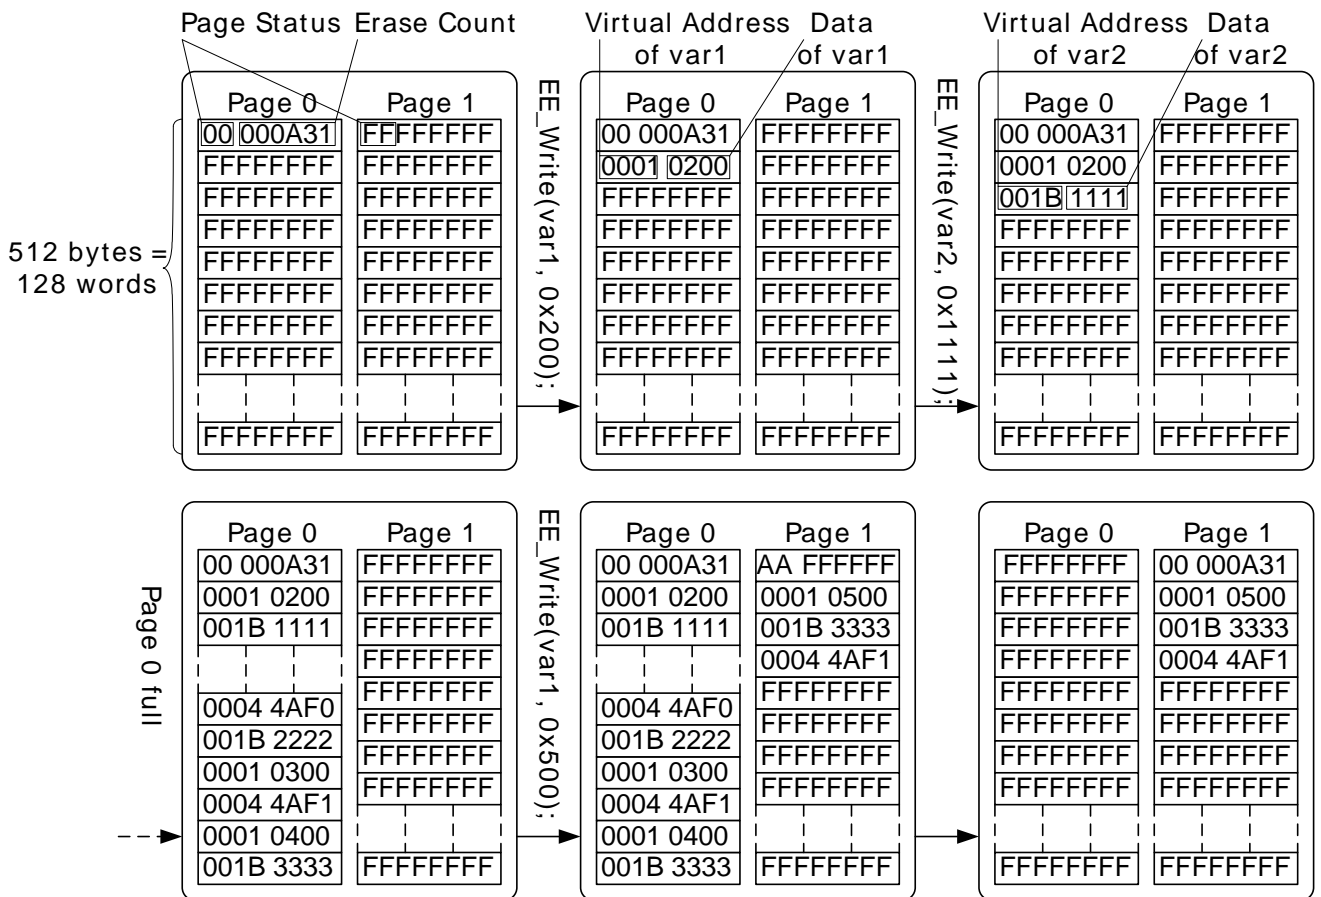 Page Status Erase Count
Virtual Address Data
of var1 of var1
Virtual Address Data
of var2 of var2
512 bytes =
128 words
Page 0 Page 1
00 000A31 FFFFFFFF
FFFFFFFF FFFFFFFF
FFFFFFFF FFFFFFFF
FFFFFFFF FFFFFFFF
FFFFFFFF FFFFFFFF
FFFFFFFF FFFFFFFF
FFFFFFFF FFFFFFFF
FFFFFFFF FFFFFFFF
FFFFFFFF FFFFFFFF
EE_Write(var1, 0x200);
Page 0 Page 1
00 000A31 FFFFFFFF
0001 0200 FFFFFFFF
FFFFFFFF FFFFFFFF
FFFFFFFF FFFFFFFF
FFFFFFFF FFFFFFFF
FFFFFFFF FFFFFFFF
FFFFFFFF FFFFFFFF
FFFFFFFF FFFFFFFF
FFFFFFFF FFFFFFFF
EE_Write(var2, 0x1111);
Page 0 Page 1
00 000A31 FFFFFFFF
0001 0200 FFFFFFFF
001B 1111 FFFFFFFF
FFFFFFFF FFFFFFFF
FFFFFFFF FFFFFFFF
FFFFFFFF FFFFFFFF
FFFFFFFF FFFFFFFF
FFFFFFFF FFFFFFFF
FFFFFFFF FFFFFFFF
Page 0 full
Page 0 Page 1
00 000A31 FFFFFFFF
0001 0200 FFFFFFFF
001B 1111 FFFFFFFF
FFFFFFFF
0004 4AF0 FFFFFFFF
001B 2222 FFFFFFFF
0001 0300 FFFFFFFF
0004 4AF1 FFFFFFFF
0001 0400
001B 3333 FFFFFFFF
EE_Write(var1, 0x500);
Page 0 Page 1
00 000A31 AA FFFFFF
0001 0200 0001 0500
001B 1111 001B 3333
0004 4AF1
0004 4AF0 FFFFFFFF
001B 2222 FFFFFFFF
0001 0300 FFFFFFFF
0004 4AF1 FFFFFFFF
0001 0400
001B 3333 FFFFFFFF
Page 0 Page 1
FFFFFFFF 00 000A31
FFFFFFFF 0001 0500
FFFFFFFF 001B 3333
FFFFFFFF 0004 4AF1
FFFFFFFF FFFFFFFF
FFFFFFFF FFFFFFFF
FFFFFFFF FFFFFFFF
FFFFFFFF FFFFFFFF
FFFFFFFF FFFFFFFF